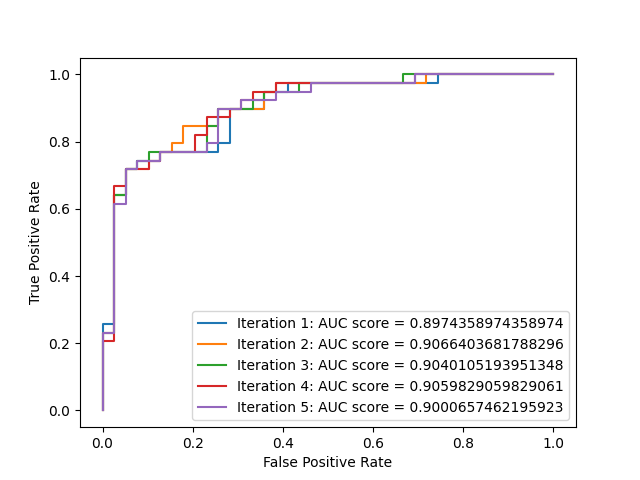 1.0
0.8
0.6
0.4
0.2
0.0
True Positive Rate
Iteration 1: AUC score = 0.8974358974358974
Iteration 2: AUC score = 0.9066403681788296
Iteration 3: AUC score = 0.9040105193951348
Iteration 4: AUC score = 0.9059829059829061
Iteration 5: AUC score = 0.9000657462195923
0.0 0.2 0.4 0.6 0.8 1.0
False Positive Rate